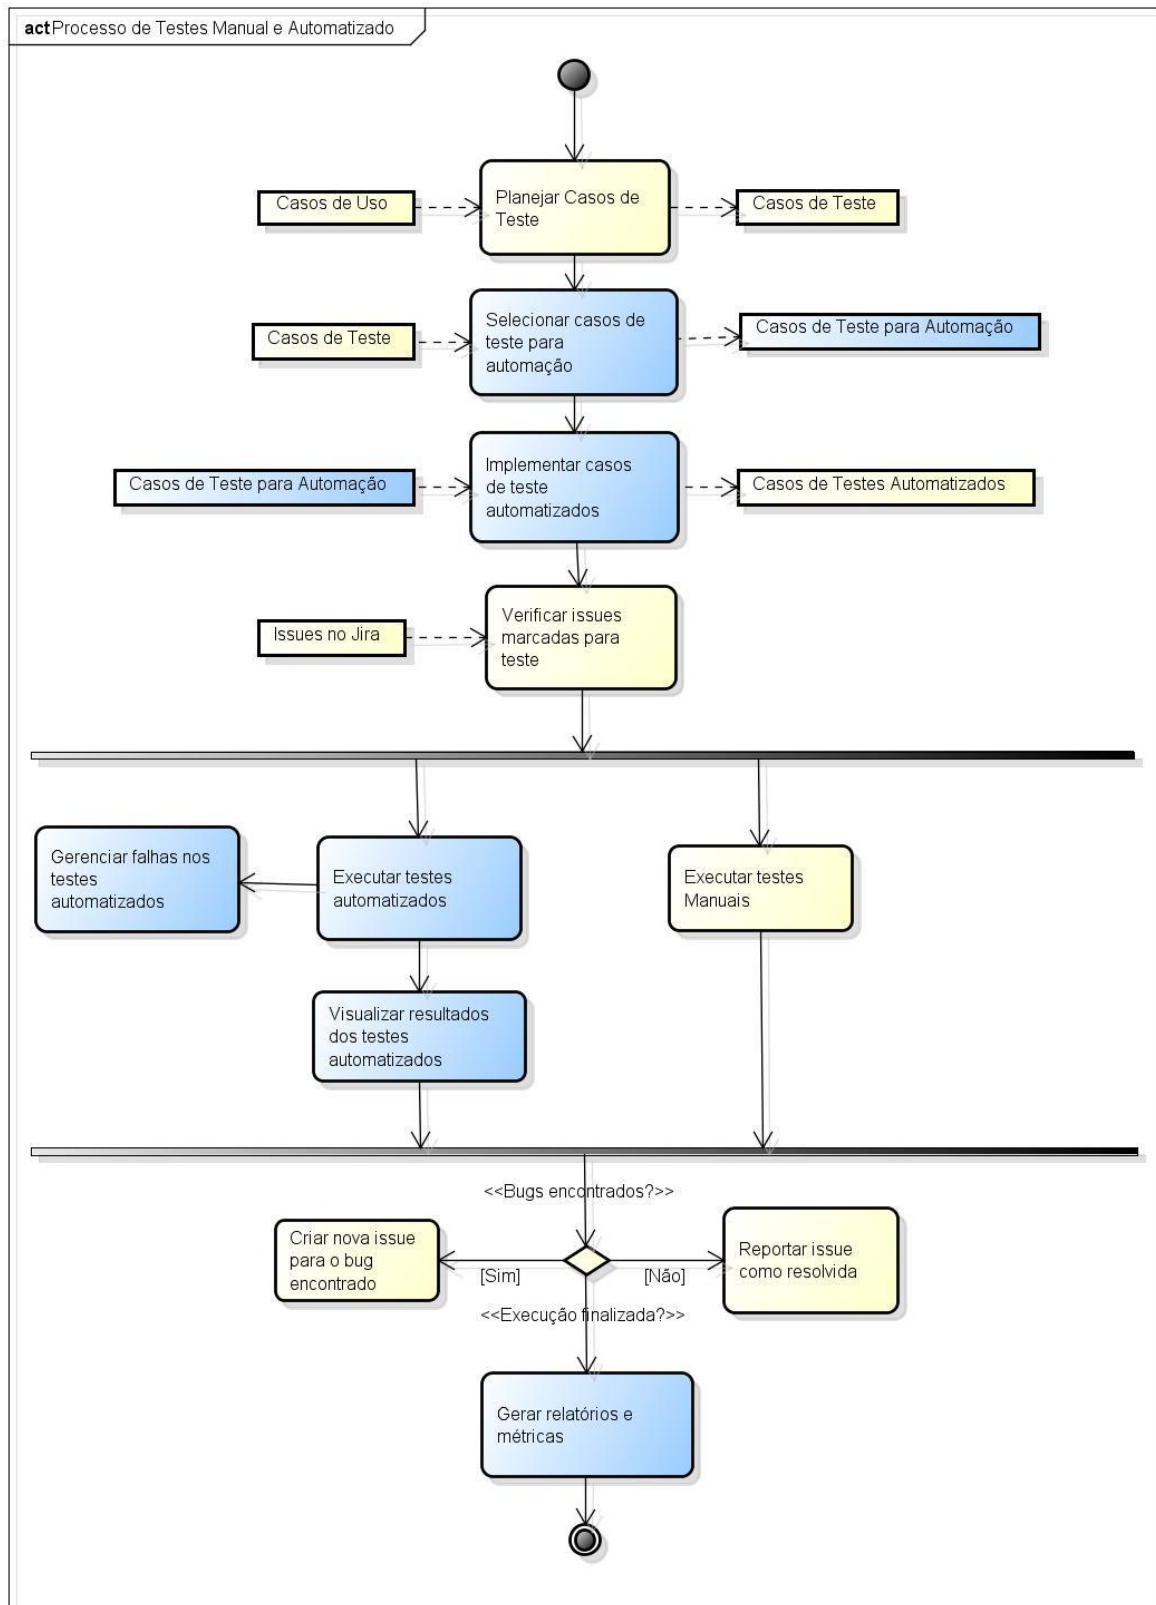 act Processo de Testes Manual e Automatizado
Casos de Uso
Planejar Casos de
Teste
Casos de Teste
Casos de Teste
Selecionar casos de
teste para
automação
Casos de Teste para Automação
Casos de Teste para Automação
Implementar casos
de teste
automatizados
Casos de Testes Automatizados
Issues no Jira
Verificar issues
marcadas para
teste
Gerenciar falhas nos
testes
automatizados
Executar testes
automatizados
Executar testes
Manuais
Visualizar resultados
dos testes
automatizados
<<Bugs encontrados?>>
Criar nova issue
para o bug
encontrado
[Sim]
[Não]
Reportar issue
como resolvida
<<Execução finalizada?>>
Gerar relatórios e
métricas